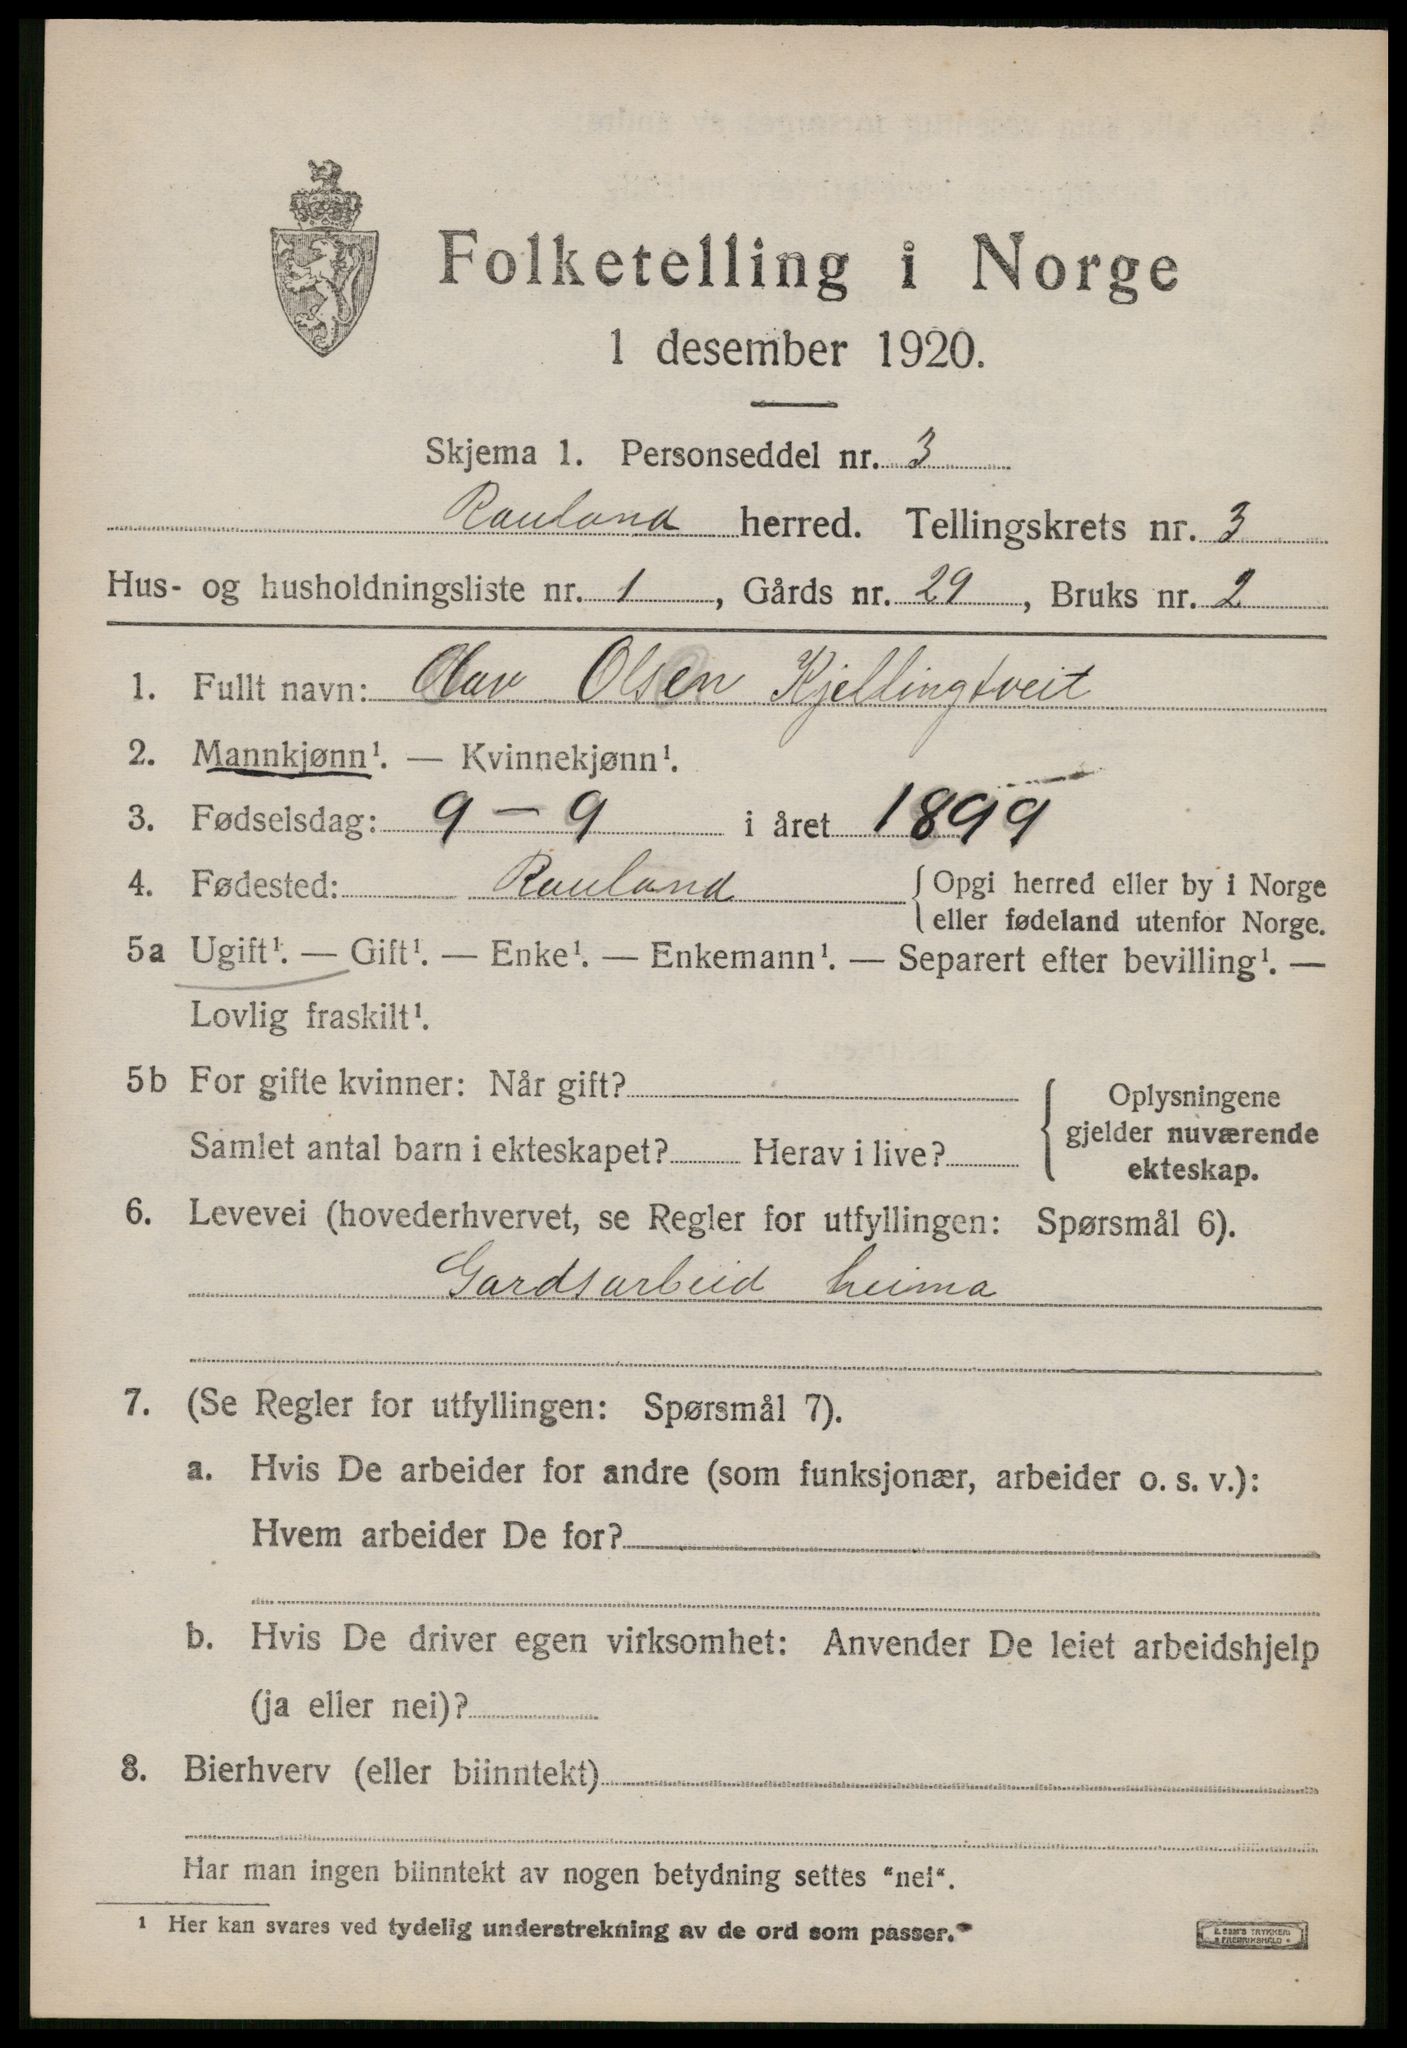 Folketelling i Norge
1 desember 1920.
Skjema 1. Personseddel nr. 3
Rauland herred. Tellingskrets nr. 3
Hus- og husholdningsliste nr. 1, Gårds nr. 29, Bruks nr. 2
1. Fullt navn: Olav Olsen Kjellingtveit
2. Mannkjønn¹. — Kvinnekjønn¹.
3. Fødselsdag: 9 - 9 i året 1899
4. Fødested: Rauland { Opgi herred eller by i Norge
eller fødeland utenfor Norge.
5a Ugift¹. — Gift¹. — Enke¹. — Enkemann¹. — Separert efter bevilling¹. —
Lovlig fraskilt¹.
5b For gifte kvinner: Når gift? { Oplysningene
gjelder nuværende
Samlet antal barn i ekteskapet? Herav i live? ekteskap.
6. Levevei (hovederhvervet, se Regler for utfyllingen: Spørsmål 6).
Gardsarbeid heima
7. (Se Regler for utfyllingen: Spørsmål 7).
a. Hvis De arbeider for andre (som funksjonær, arbeider o. s. v.):
Hvem arbeider De for?
b. Hvis De driver egen virksomhet: Anvender De leiet arbeidshjelp
(ja eller nei)?
8. Bierhverv (eller biinntekt)
Har man ingen biinntekt av nogen betydning settes "nei".
¹ Her kan svares ved tydelig understrekning av de ord som passer.
E. SEM'S TRYKKERI
FREDRIKSHALD